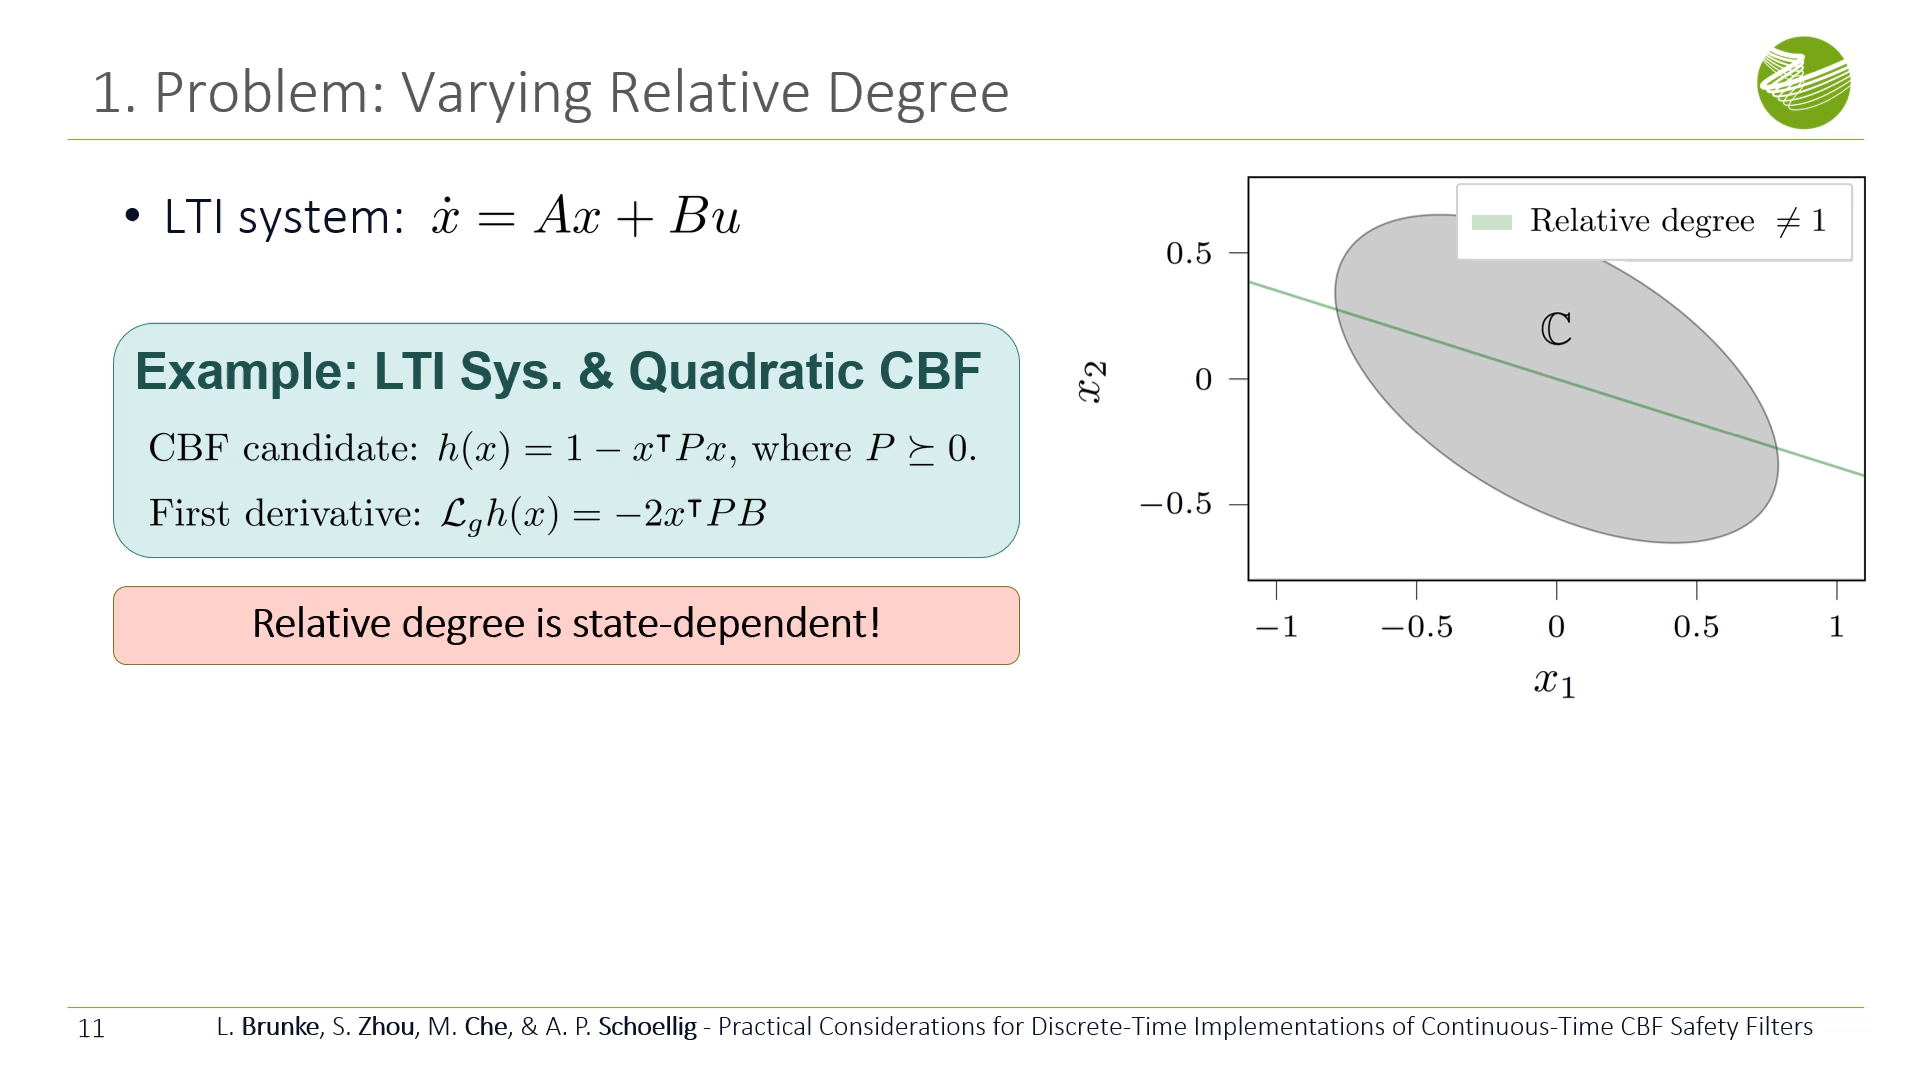 1. Problem: Varying Relative Degree
• LTI system: ẋ = Ax + Bu
Example: LTI Sys. & Quadratic CBF
CBF candidate: h(x) = 1 − xᵀPx, where P ⪰ 0.
First derivative: ℒ_g h(x) = −2xᵀPB
Relative degree is state-dependent!
Relative degree ≠ 1
ℂ
0.5
0
−0.5
x₂
−1 −0.5 0 0.5 1
x₁
11 L. Brunke, S. Zhou, M. Che, & A. P. Schoellig - Practical Considerations for Discrete-Time Implementations of Continuous-Time CBF Safety Filters